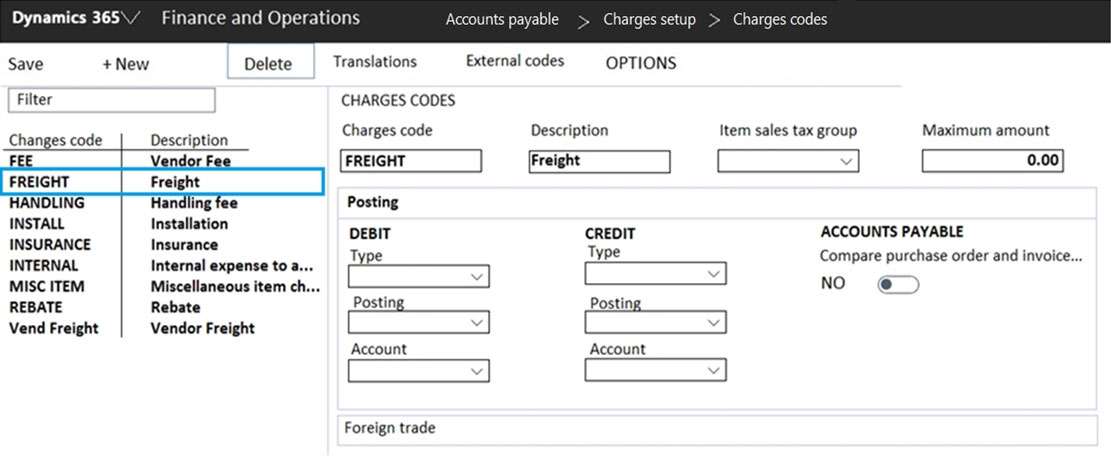 Dynamics 365 Finance and Operations Accounts payable > Charges setup > Charges codes
Save + New Delete Translations External codes OPTIONS
Filter
Changes code Description
FEE Vendor Fee
FREIGHT Freight
HANDLING Handling fee
INSTALL Installation
INSURANCE Insurance
INTERNAL Internal expense to a...
MISC ITEM Miscellaneous item ch...
REBATE Rebate
Vend Freight Vendor Freight
CHARGES CODES
Charges code Description Item sales tax group Maximum amount
FREIGHT Freight 0.00
Posting
DEBIT
Type
Posting
Account
CREDIT
Type
Posting
Account
ACCOUNTS PAYABLE
Compare purchase order and invoice...
NO
Foreign trade